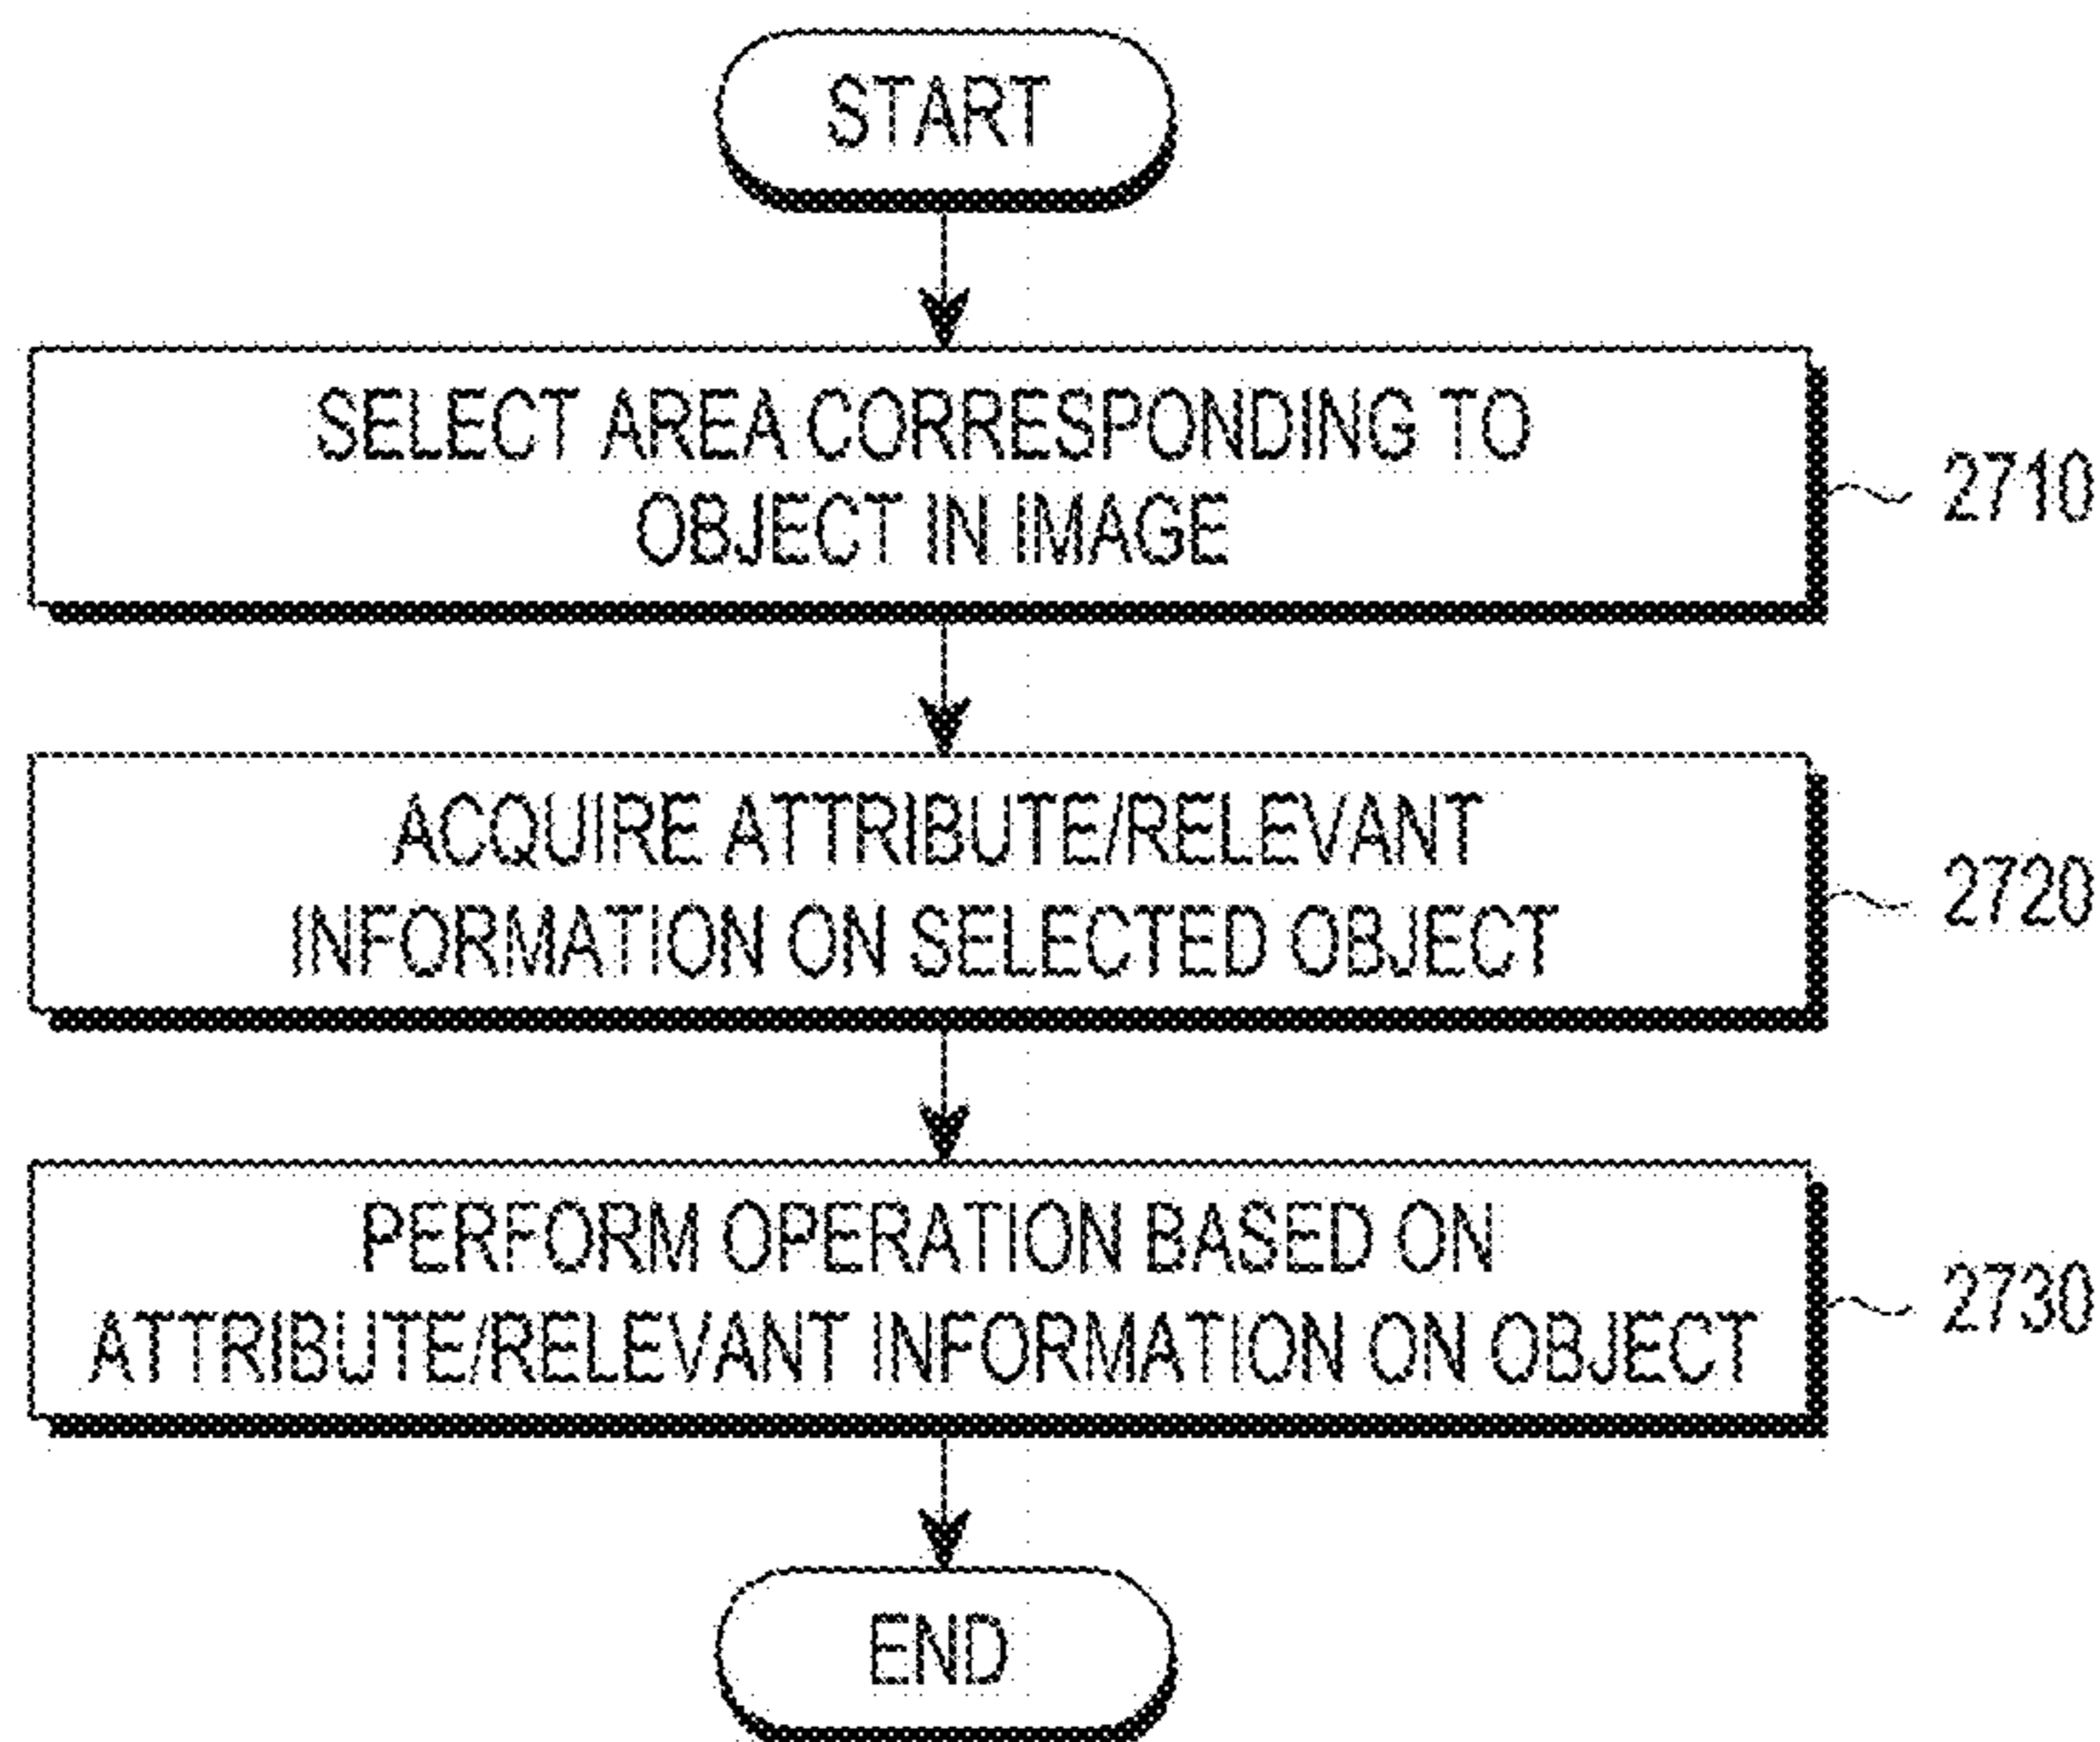 START
SELECT AREA CORRESPONDING TO
OBJECT IN IMAGE
2710
ACQUIRE ATTRIBUTE/RELEVANT
INFORMATION ON SELECTED OBJECT
2720
PERFORM OPERATION BASED ON
ATTRIBUTE/RELEVANT INFORMATION ON OBJECT
2730
END